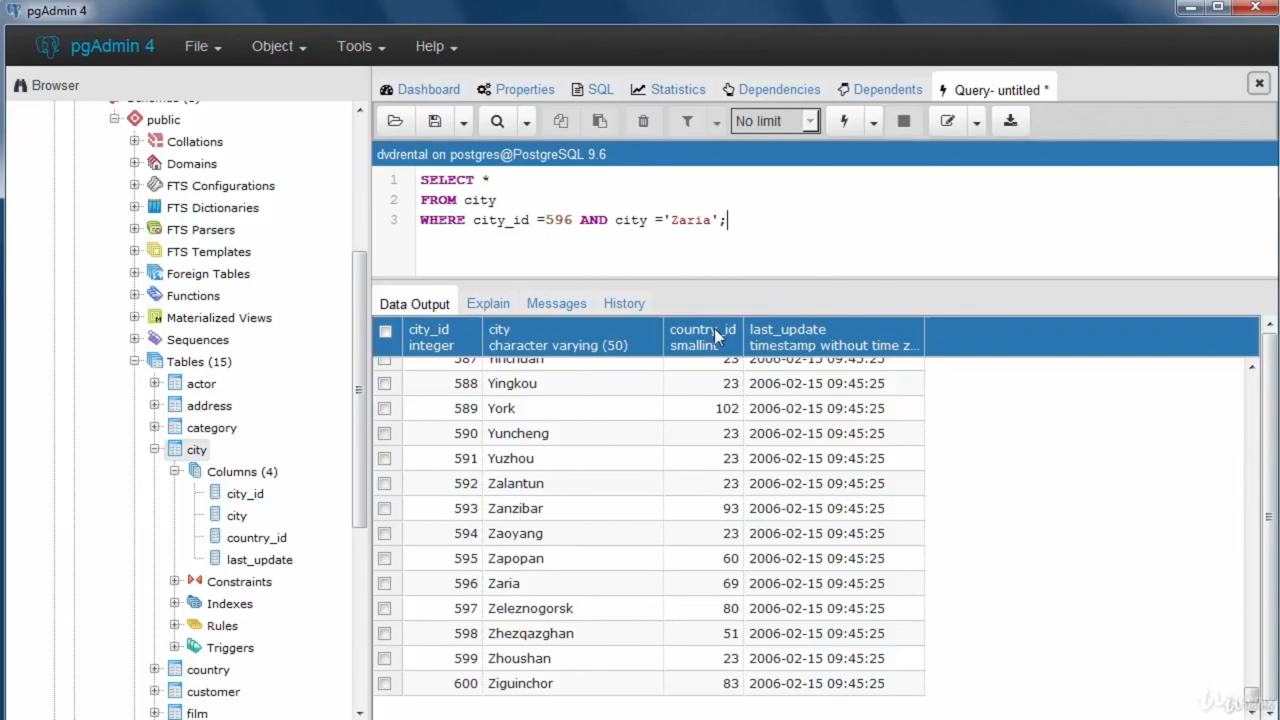 pgAdmin 4
pgAdmin 4 File Object Tools Help
Browser
Dashboard Properties SQL Statistics Dependencies Dependents Query- untitled *
No limit
dvdrental on postgres@PostgreSQL 9.6
1 SELECT *
2 FROM city
3 WHERE city_id =596 AND city ='Zaria';
public
Collations
Domains
FTS Configurations
FTS Dictionaries
FTS Parsers
FTS Templates
Foreign Tables
Functions
Materialized Views
Sequences
Tables (15)
actor
address
category
city
Columns (4)
city_id
city
country_id
last_update
Constraints
Indexes
Rules
Triggers
country
customer
film
Data Output Explain Messages History
city_id city country_id last_update
integer character varying (50) smallint timestamp without time z...
587 Yinchuan 23 2006-02-15 09:45:25
588 Yingkou 23 2006-02-15 09:45:25
589 York 102 2006-02-15 09:45:25
590 Yuncheng 23 2006-02-15 09:45:25
591 Yuzhou 23 2006-02-15 09:45:25
592 Zalantun 23 2006-02-15 09:45:25
593 Zanzibar 93 2006-02-15 09:45:25
594 Zaoyang 23 2006-02-15 09:45:25
595 Zapopan 60 2006-02-15 09:45:25
596 Zaria 69 2006-02-15 09:45:25
597 Zeleznogorsk 80 2006-02-15 09:45:25
598 Zhezqazghan 51 2006-02-15 09:45:25
599 Zhoushan 23 2006-02-15 09:45:25
600 Ziguinchor 83 2006-02-15 09:45:25